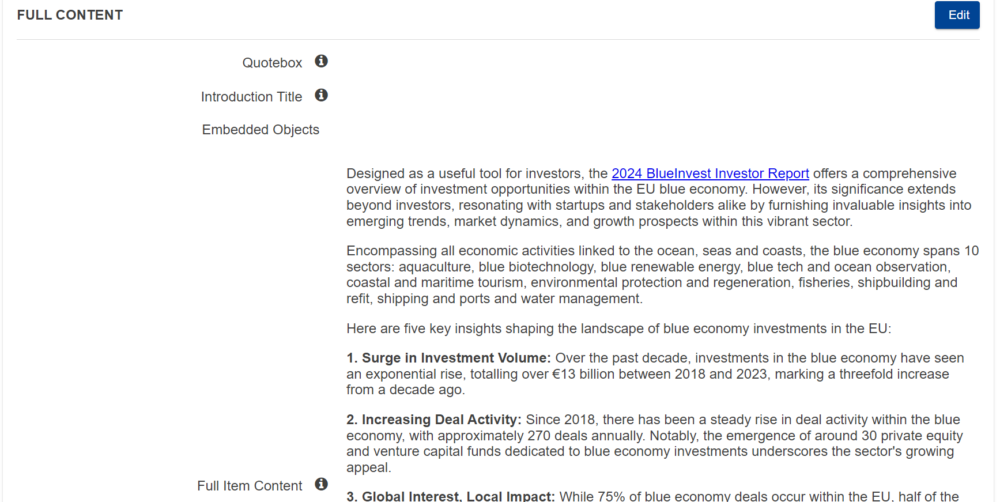 FULL CONTENT
Edit
Quotebox
Introduction Title
Embedded Objects
Designed as a useful tool for investors, the 2024 BlueInvest Investor Report offers a comprehensive
overview of investment opportunities within the EU blue economy. However, its significance extends
beyond investors, resonating with startups and stakeholders alike by furnishing invaluable insights into
emerging trends, market dynamics, and growth prospects within this vibrant sector.
Encompassing all economic activities linked to the ocean, seas and coasts, the blue economy spans 10
sectors: aquaculture, blue biotechnology, blue renewable energy, blue tech and ocean observation,
coastal and maritime tourism, environmental protection and regeneration, fisheries, shipbuilding and
refit, shipping and ports and water management.
Here are five key insights shaping the landscape of blue economy investments in the EU:
1. Surge in Investment Volume: Over the past decade, investments in the blue economy have seen
an exponential rise, totalling over €13 billion between 2018 and 2023, marking a threefold increase
from a decade ago.
2. Increasing Deal Activity: Since 2018, there has been a steady rise in deal activity within the blue
economy, with approximately 270 deals annually. Notably, the emergence of around 30 private equity
and venture capital funds dedicated to blue economy investments underscores the sector's growing
appeal.
Full Item Content
3. Global Interest, Local Impact: While 75% of blue economy deals occur within the EU, half of the